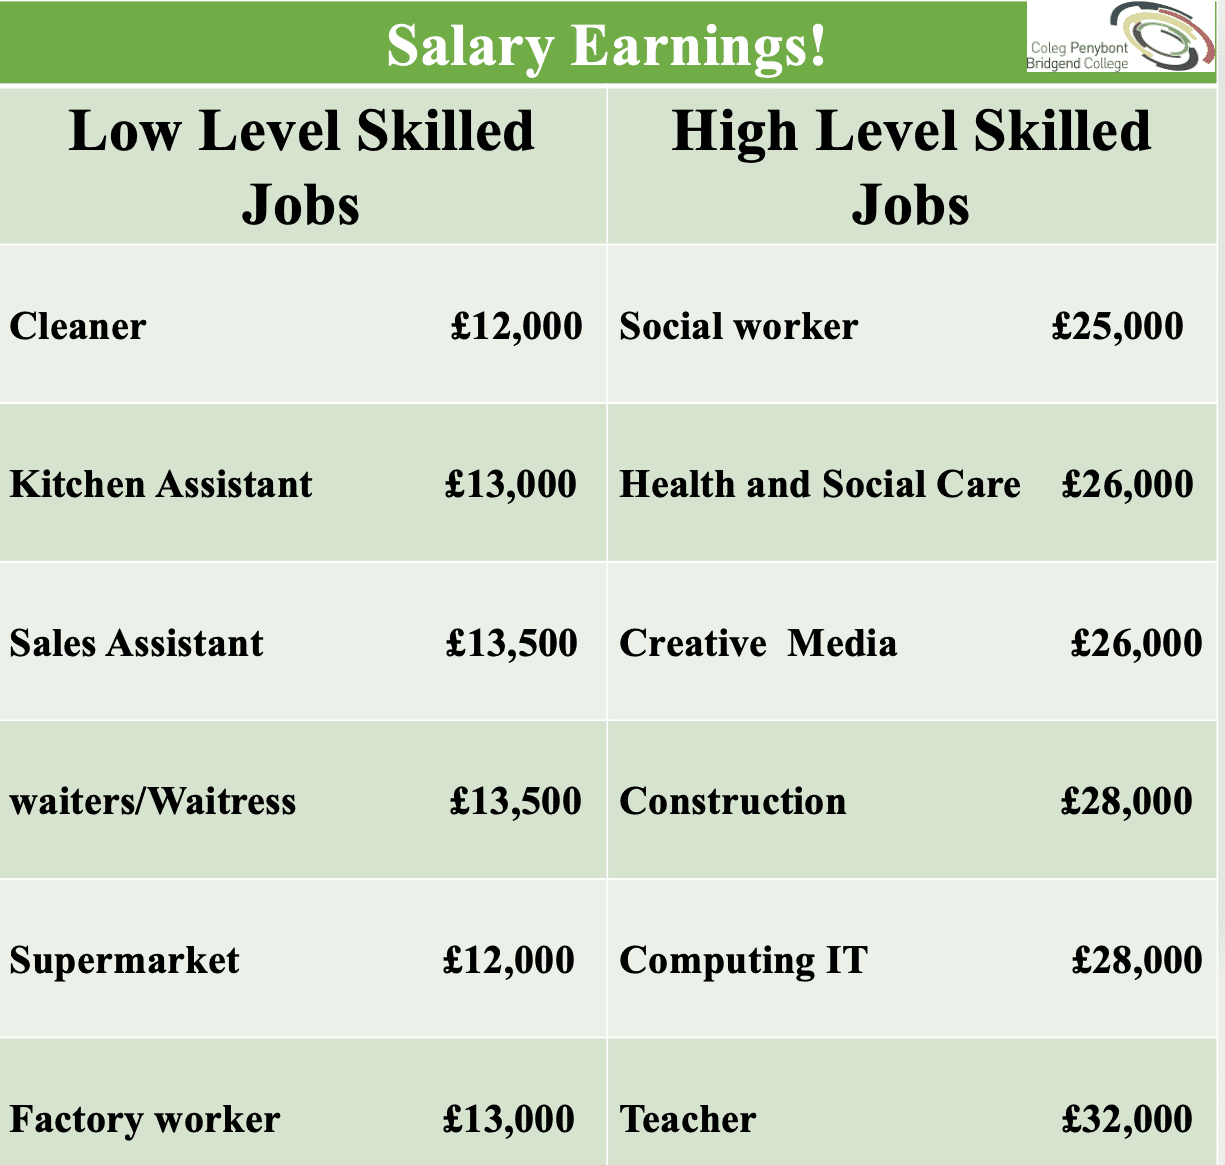 Salary Earnings!
Coleg Penybont
Bridgend College
Low Level Skilled
Jobs
High Level Skilled
Jobs
Cleaner £12,000 Social worker £25,000
Kitchen Assistant £13,000 Health and Social Care £26,000
Sales Assistant £13,500 Creative Media £26,000
waiters/Waitress £13,500 Construction £28,000
Supermarket £12,000 Computing IT £28,000
Factory worker £13,000 Teacher £32,000